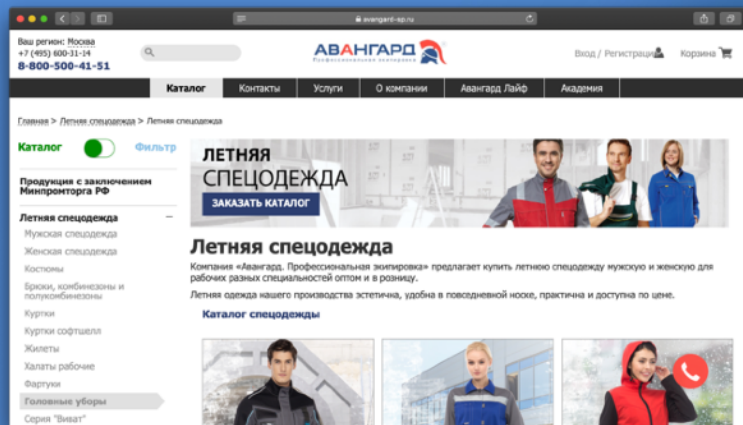 avangard-sp.ru
Ваш регион: Москва
+7 (495) 600-31-14
8-800-500-41-51
АВАНГАРД
Профессиональная экипировка
Вход / Регистрация
Корзина
Каталог
Контакты
Услуги
О компании
Авангард Лайф
Академия
Главная > Летняя спецодежда > Летняя спецодежда
Каталог
Фильтр
Продукция с заключением
Минпромторга РФ
Летняя спецодежда
Мужская спецодежда
Женская спецодежда
Костюмы
Брюки, комбинезоны и
полукомбинезоны
Куртки
Куртки софтшелл
Жилеты
Халаты рабочие
Фартуки
Головные уборы
Серия "Виват"
ЛЕТНЯЯ
СПЕЦОДЕЖДА
ЗАКАЗАТЬ КАТАЛОГ
Летняя спецодежда
Компания «Авангард. Профессиональная экипировка» предлагает купить летнюю спецодежду мужскую и женскую для
рабочих разных специальностей оптом и в розницу.
Летняя одежда нашего производства эстетична, удобна в повседневной носке, практична и доступна по цене.
Каталог спецодежды